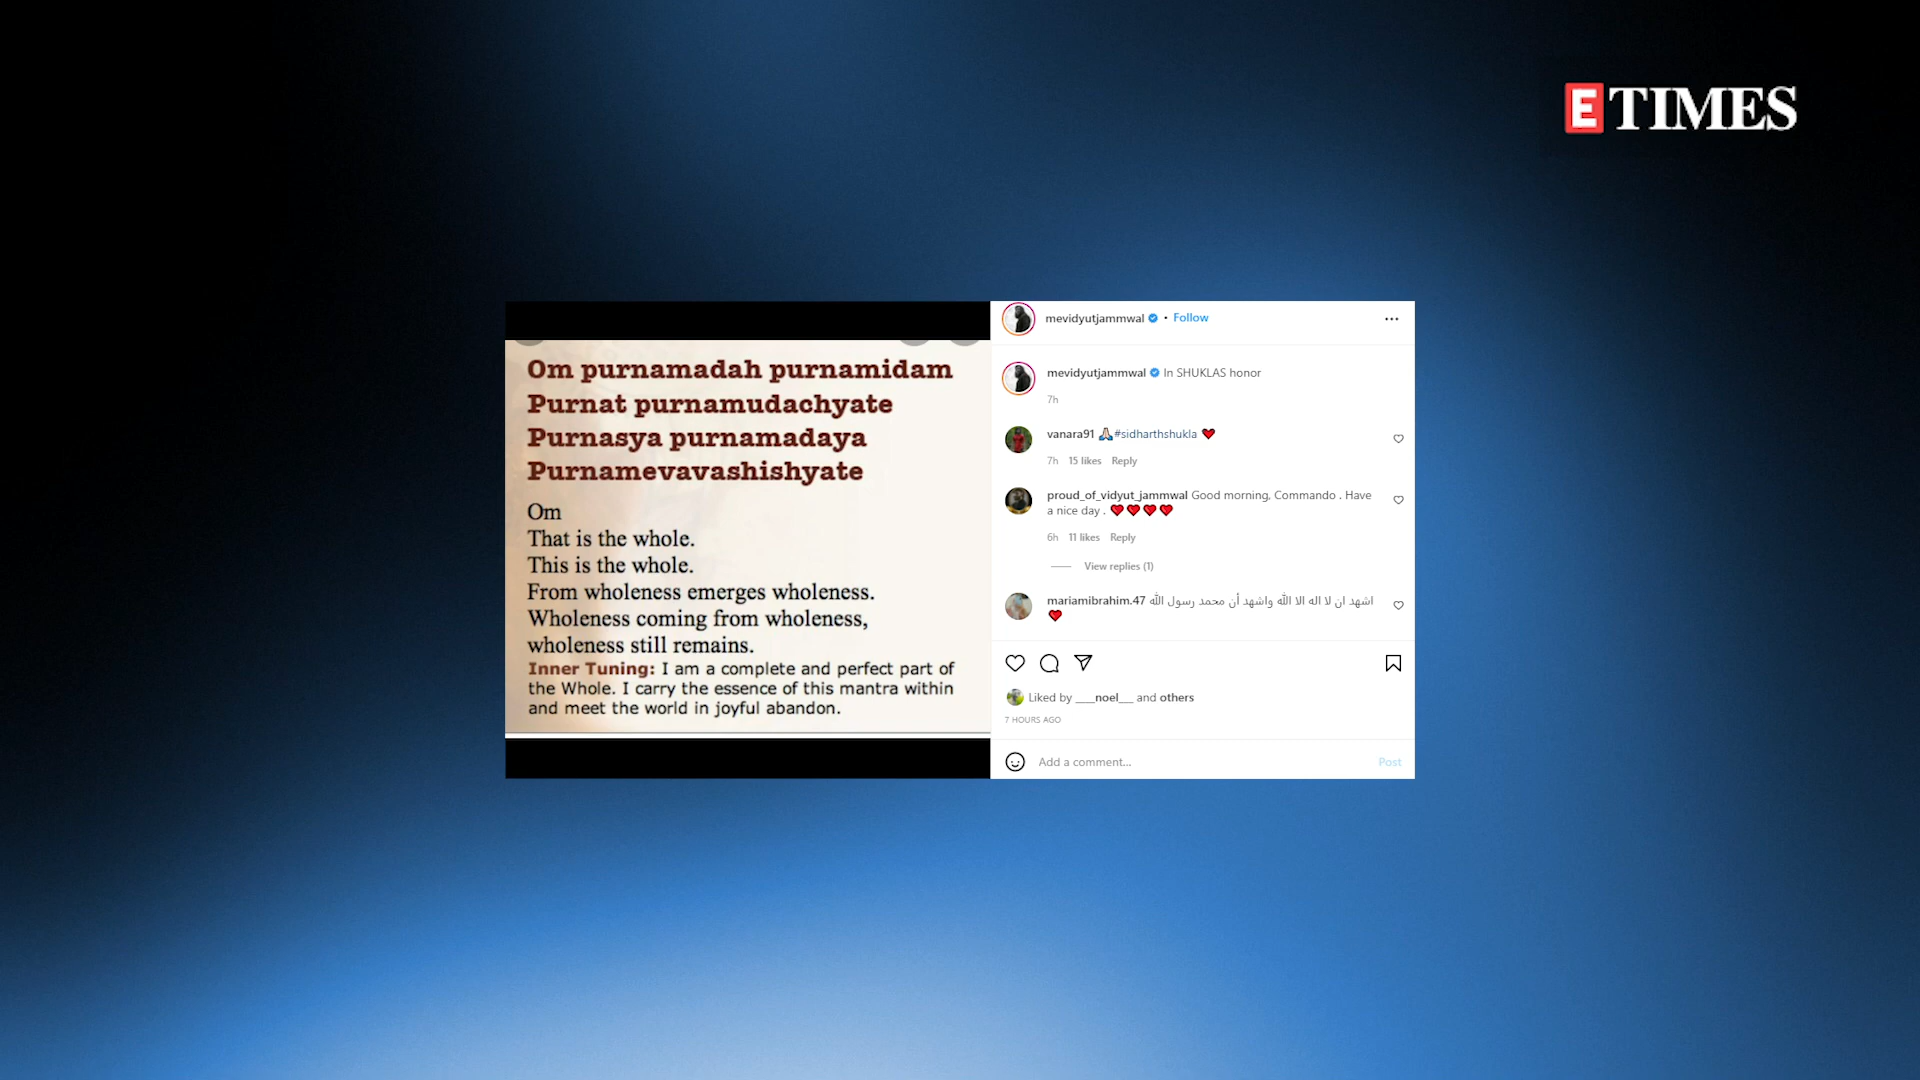 E TIMES
Om purnamadah purnamidam
Purnat purnamudachyate
Purnasya purnamadaya
Purnamevavashishyate
Om
That is the whole.
This is the whole.
From wholeness emerges wholeness.
Wholeness coming from wholeness,
wholeness still remains.
Inner Tuning: I am a complete and perfect part of
the Whole. I carry the essence of this mantra within
and meet the world in joyful abandon.
mevidyutjammwal • Follow
mevidyutjammwal In SHUKLAS honor
7h
vanara91 🙏🏼#sidharthshukla ❤️
7h 15 likes Reply
proud_of_vidyut_jammwal Good morning, Commando . Have
a nice day . ❤️❤️❤️❤️
6h 11 likes Reply
View replies (1)
mariamibrahim.47 اشهد ان لا اله الا الله واشهد أن محمد رسول الله
❤️
Liked by ____noel___ and others
7 HOURS AGO
Add a comment... Post